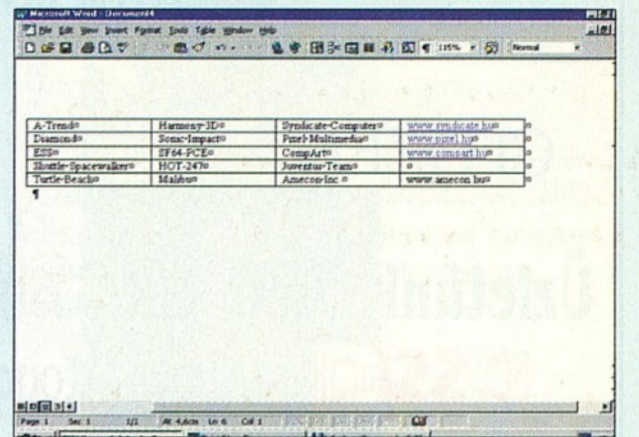 Microsoft Word - Document4
File Edit View Insert Format Tools Table Window Help
115% Normal
A-Trend¤ Harmony·3D¤ Syndicate·Computer¤ www.syndicate.hu¤ ¤
Diamond¤ Sonic·Impact¤ Pixel·Multimedia¤ www.pixel.hu¤ ¤
ESS¤ SF64-PCE¤ CompArt¤ www.compart.hu¤ ¤
Shuttle·Spacewalker¤ HOT-247¤ Juventus·Team¤ ¤ ¤
Turtle·Beach¤ Malibu¤ Amecon·Inc.¤ www.amecon.hu¤ ¤
¶
Page 1 Sec 1 1/1 At 4,6cm Ln 6 Col 1